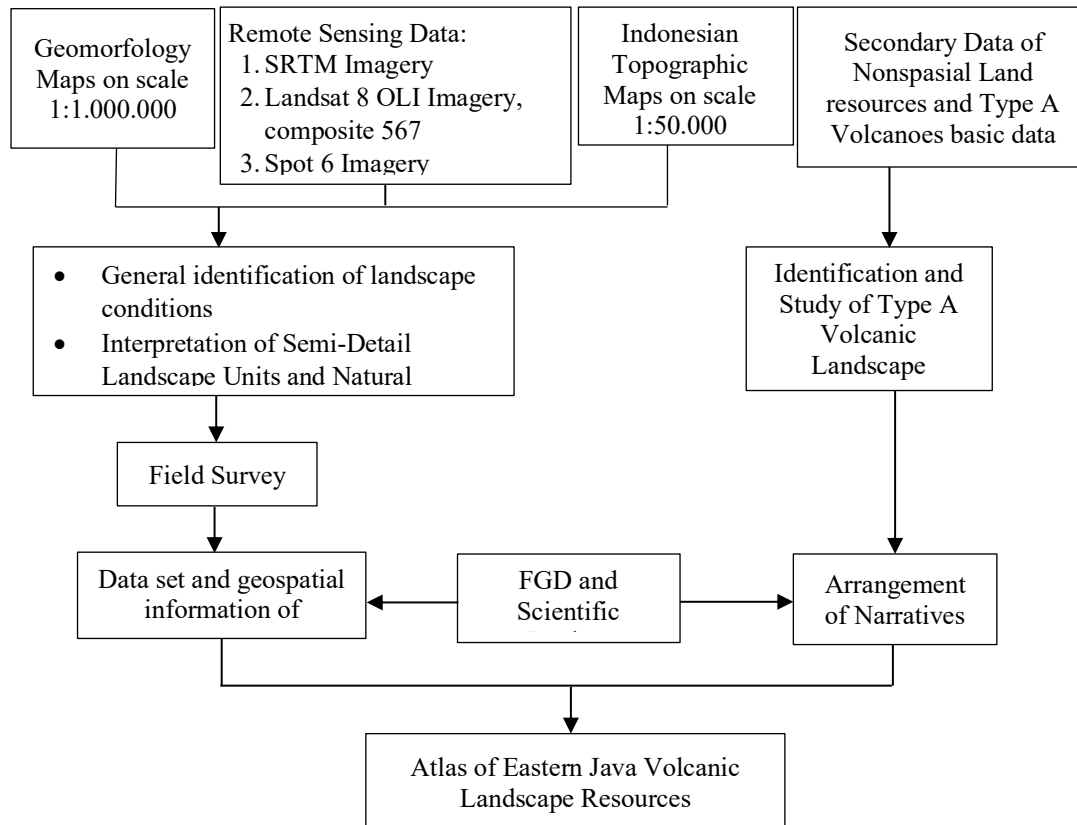 Geomorfology
Maps on scale
1:1.000.000
Remote Sensing Data:
1. SRTM Imagery
2. Landsat 8 OLI Imagery,
composite 567
3. Spot 6 Imagery
Indonesian
Topographic
Maps on scale
1:50.000
Secondary Data of
Nonspasial Land
resources and Type A
Volcanoes basic data
• General identification of landscape
conditions
• Interpretation of Semi-Detail
Landscape Units and Natural
Identification and
Study of Type A
Volcanic
Landscape
Field Survey
Data set and geospatial
information of
FGD and
Scientific
Arrangement
of Narratives
Atlas of Eastern Java Volcanic
Landscape Resources